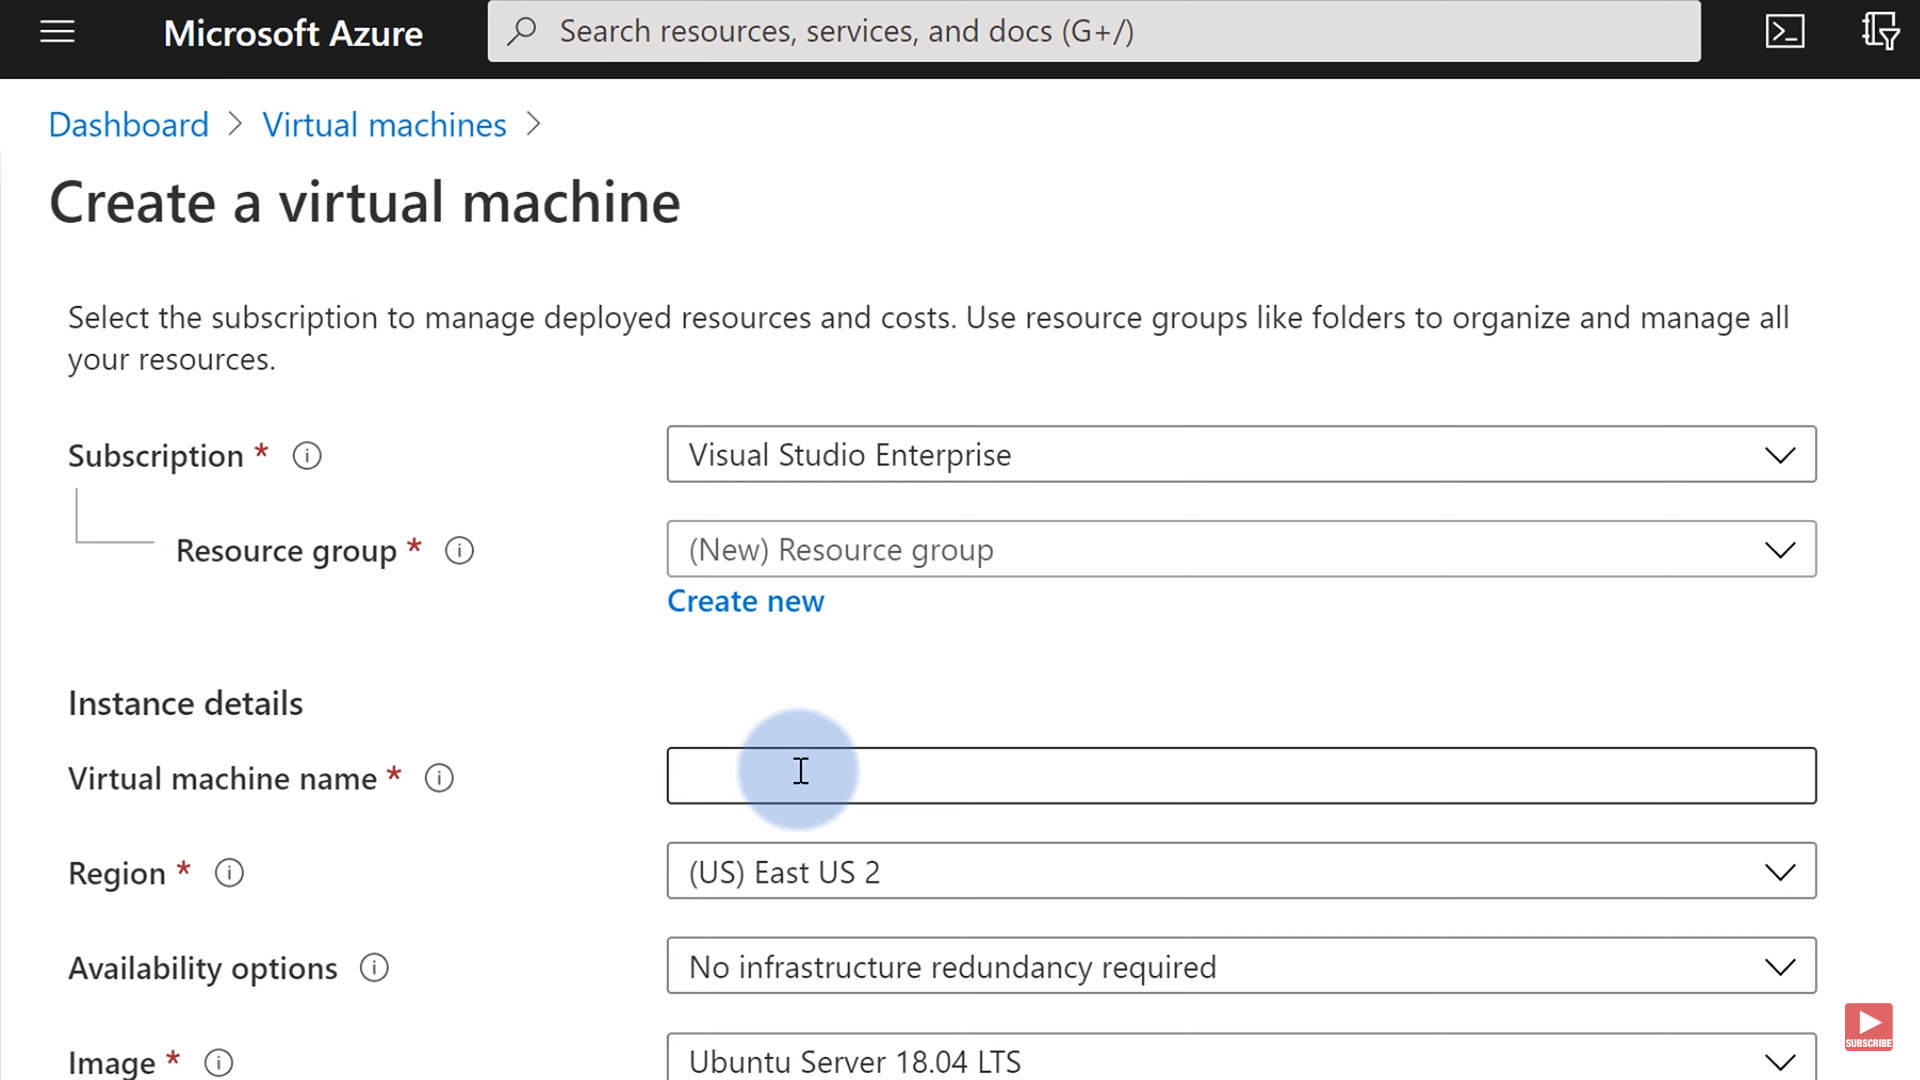 Microsoft Azure
Search resources, services, and docs (G+/)
Dashboard > Virtual machines >
Create a virtual machine
Select the subscription to manage deployed resources and costs. Use resource groups like folders to organize and manage all
your resources.
Subscription * Visual Studio Enterprise
Resource group * (New) Resource group
Create new
Instance details
Virtual machine name *
Region * (US) East US 2
Availability options No infrastructure redundancy required
Image * Ubuntu Server 18.04 LTS
SUBSCRIBE